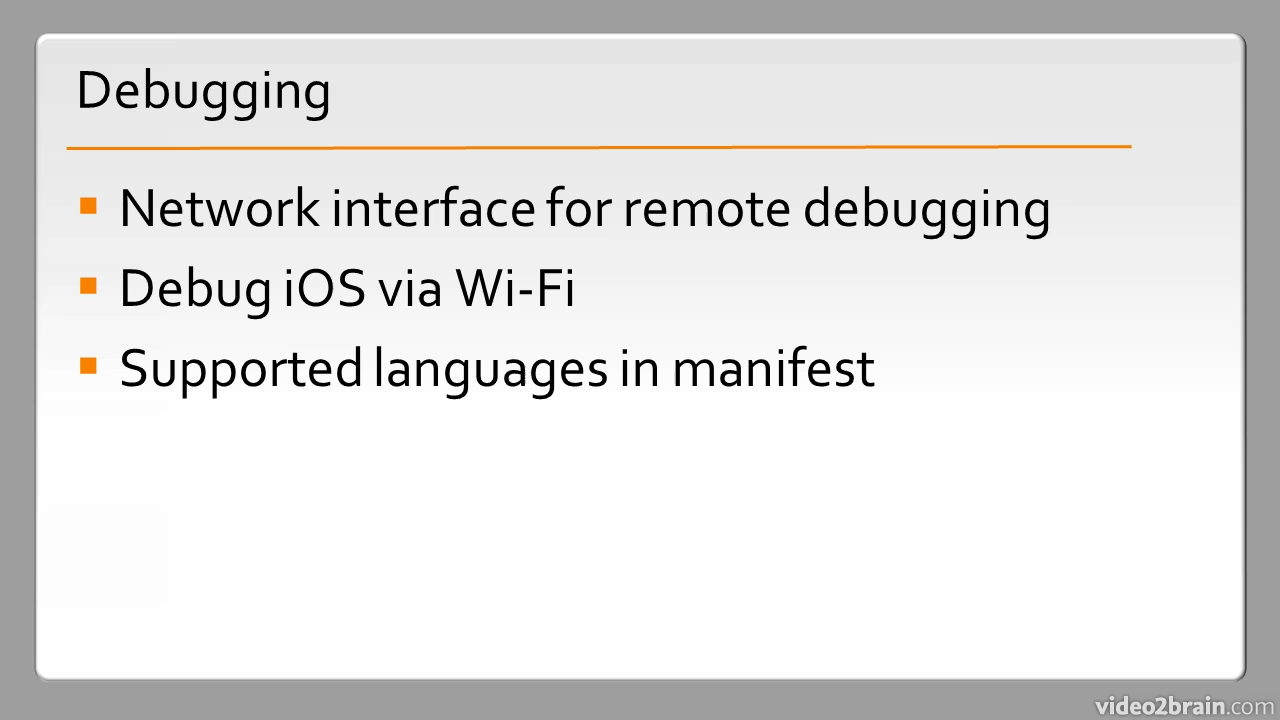 Debugging
Network interface for remote debugging
Debug iOS via Wi-Fi
Supported languages in manifest
video2brain.com